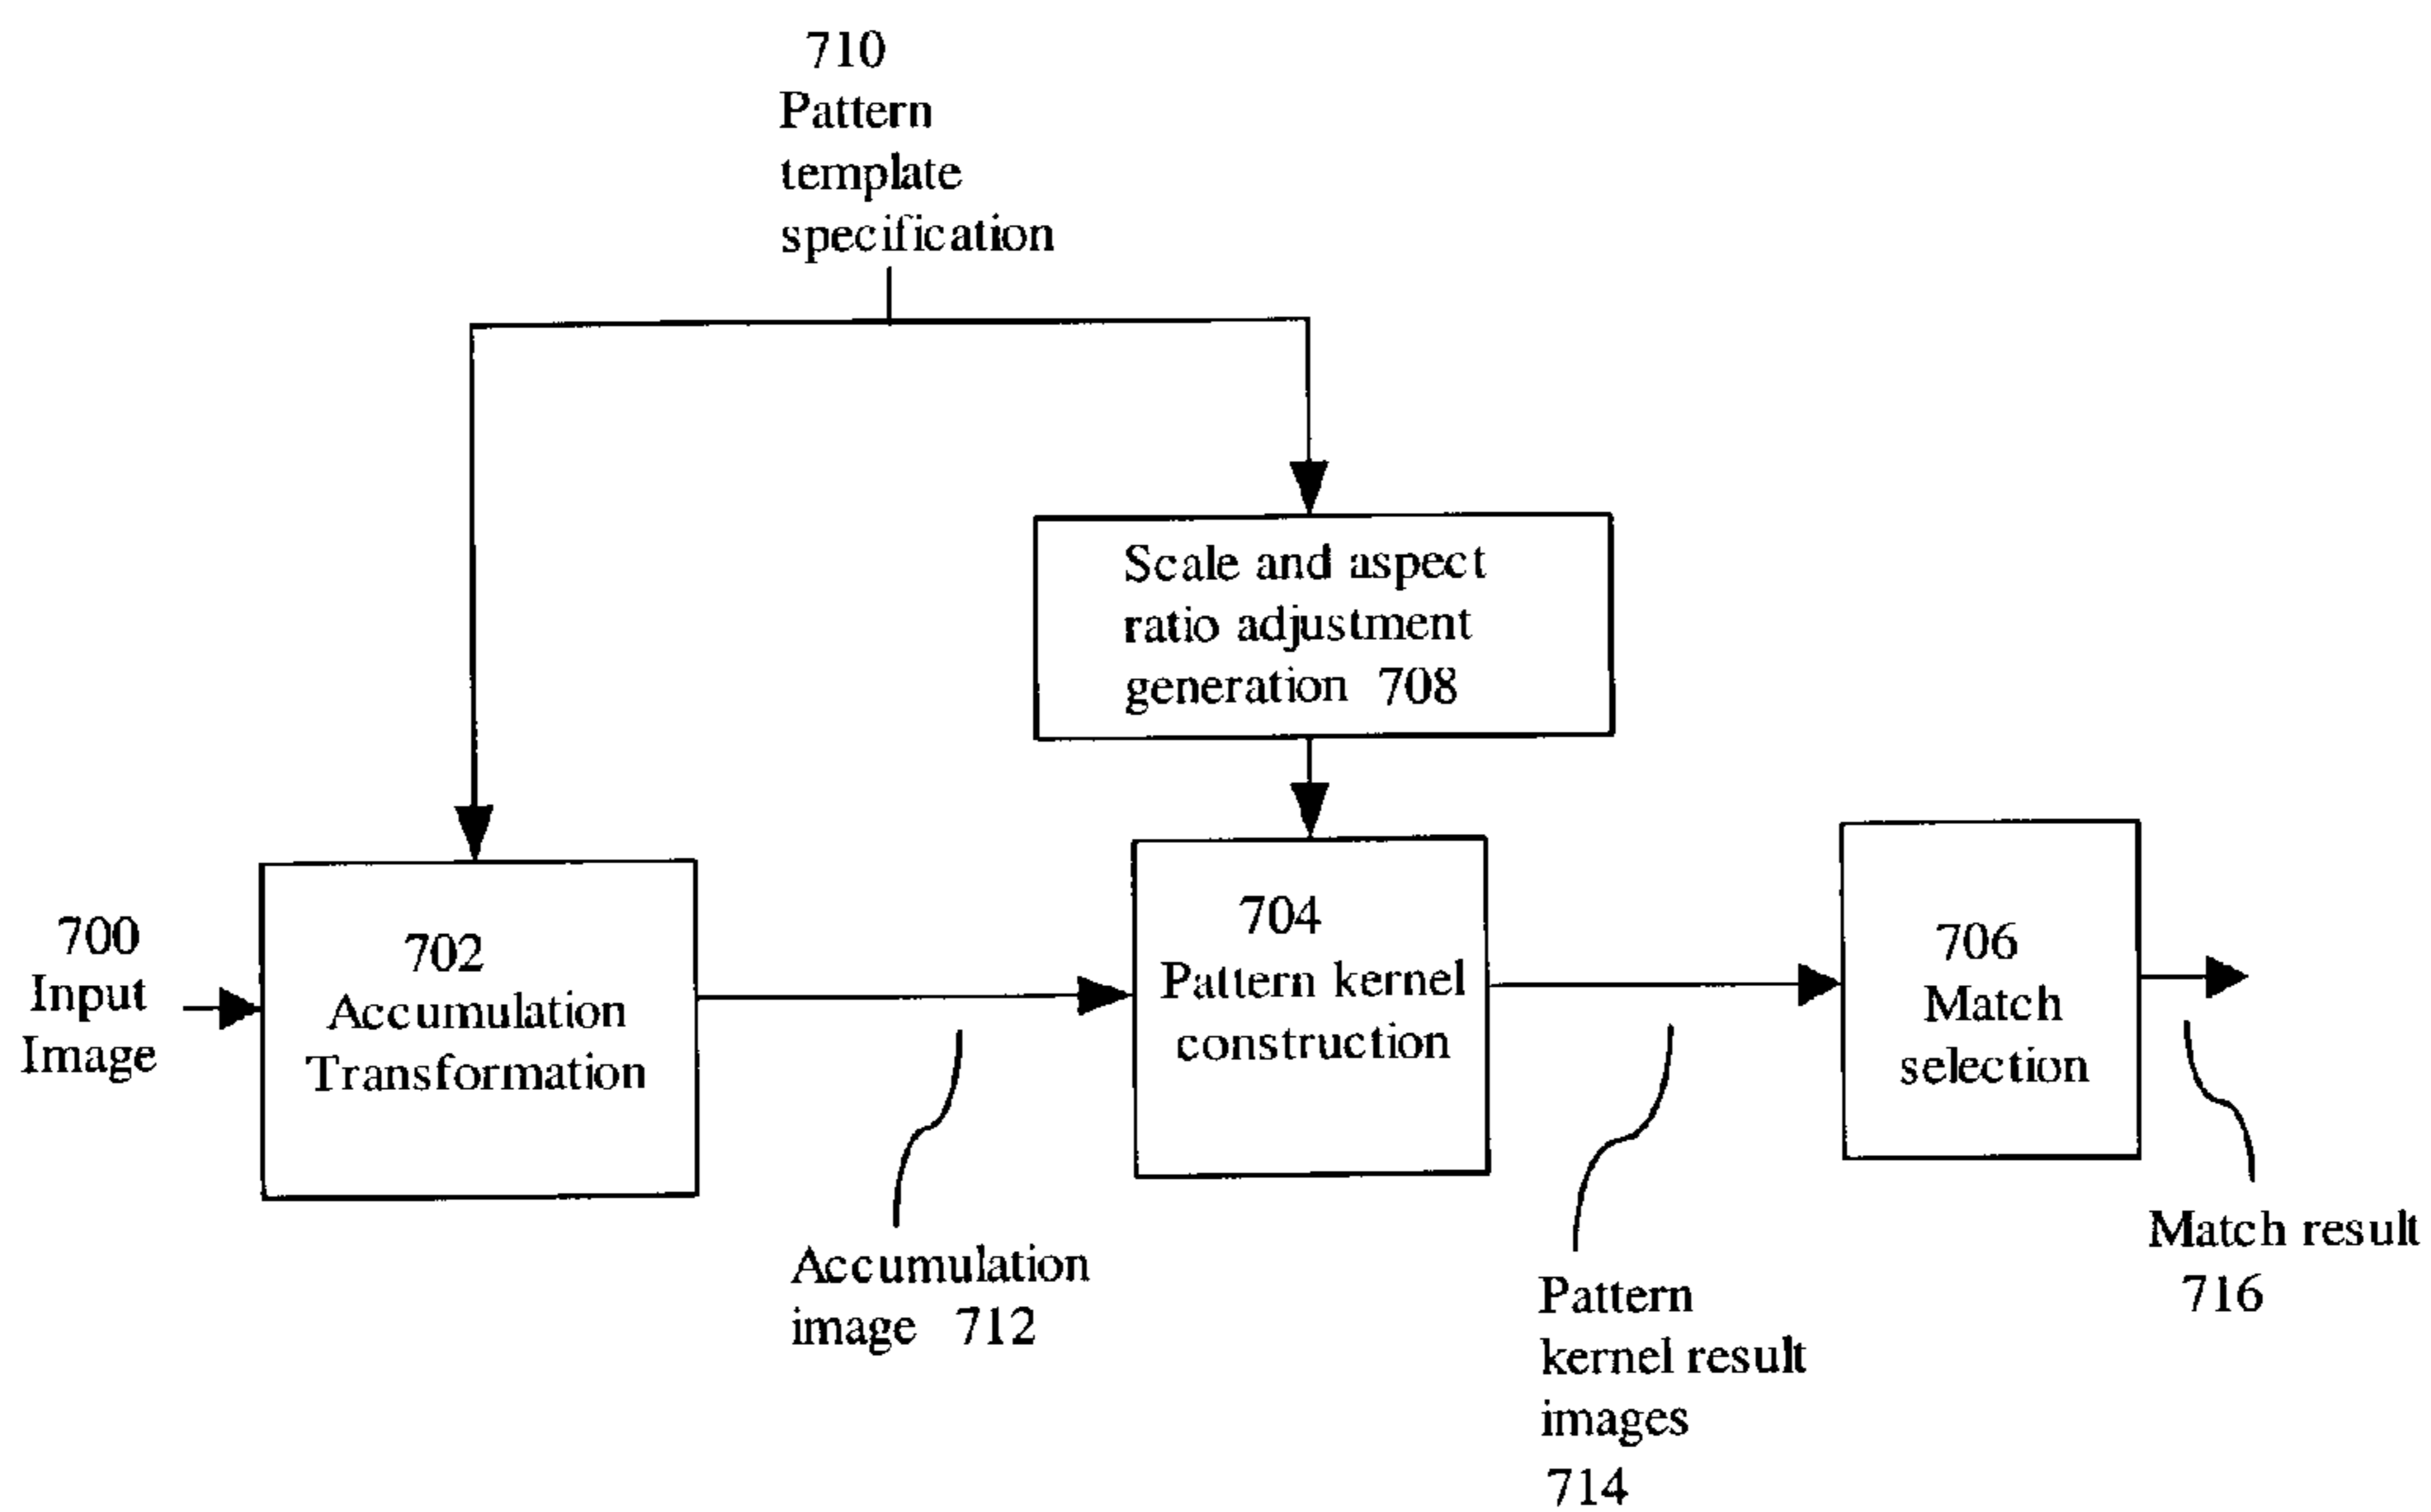 710
Pattern
template
specification
Scale and aspect
ratio adjustment
generation 708
700
Input
Image
702
Accumulation
Transformation
704
Pattern kernel
construction
706
Match
selection
Accumulation
image 712
Pattern
kernel result
images
714
Match result
716